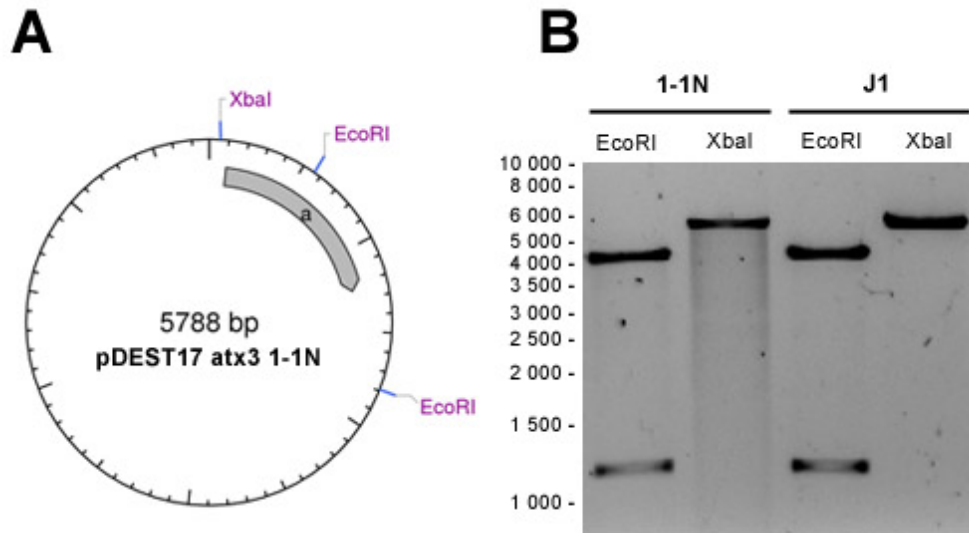 A
XbaI
EcoRI
a
5788 bp
pDEST17 atx3 1-1N
EcoRI
B
1-1N J1
EcoRI XbaI EcoRI XbaI
10 000 -
8 000 -
6 000 -
5 000 -
4 000 -
3 500 -
3 000 -
2 500 -
2 000 -
1 500 -
1 000 -